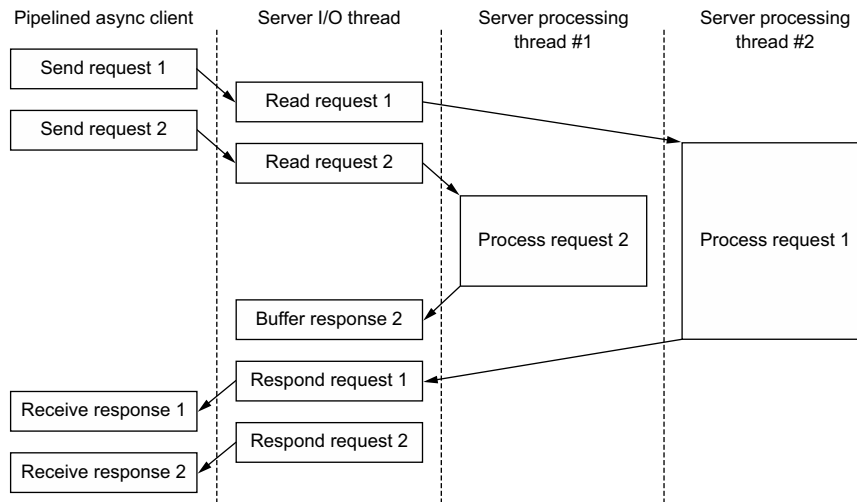 Pipelined async client
Server I/O thread
Server processing
thread #1
Server processing
thread #2
Send request 1
Read request 1
Send request 2
Read request 2
Process request 2
Process request 1
Buffer response 2
Respond request 1
Receive response 1
Respond request 2
Receive response 2